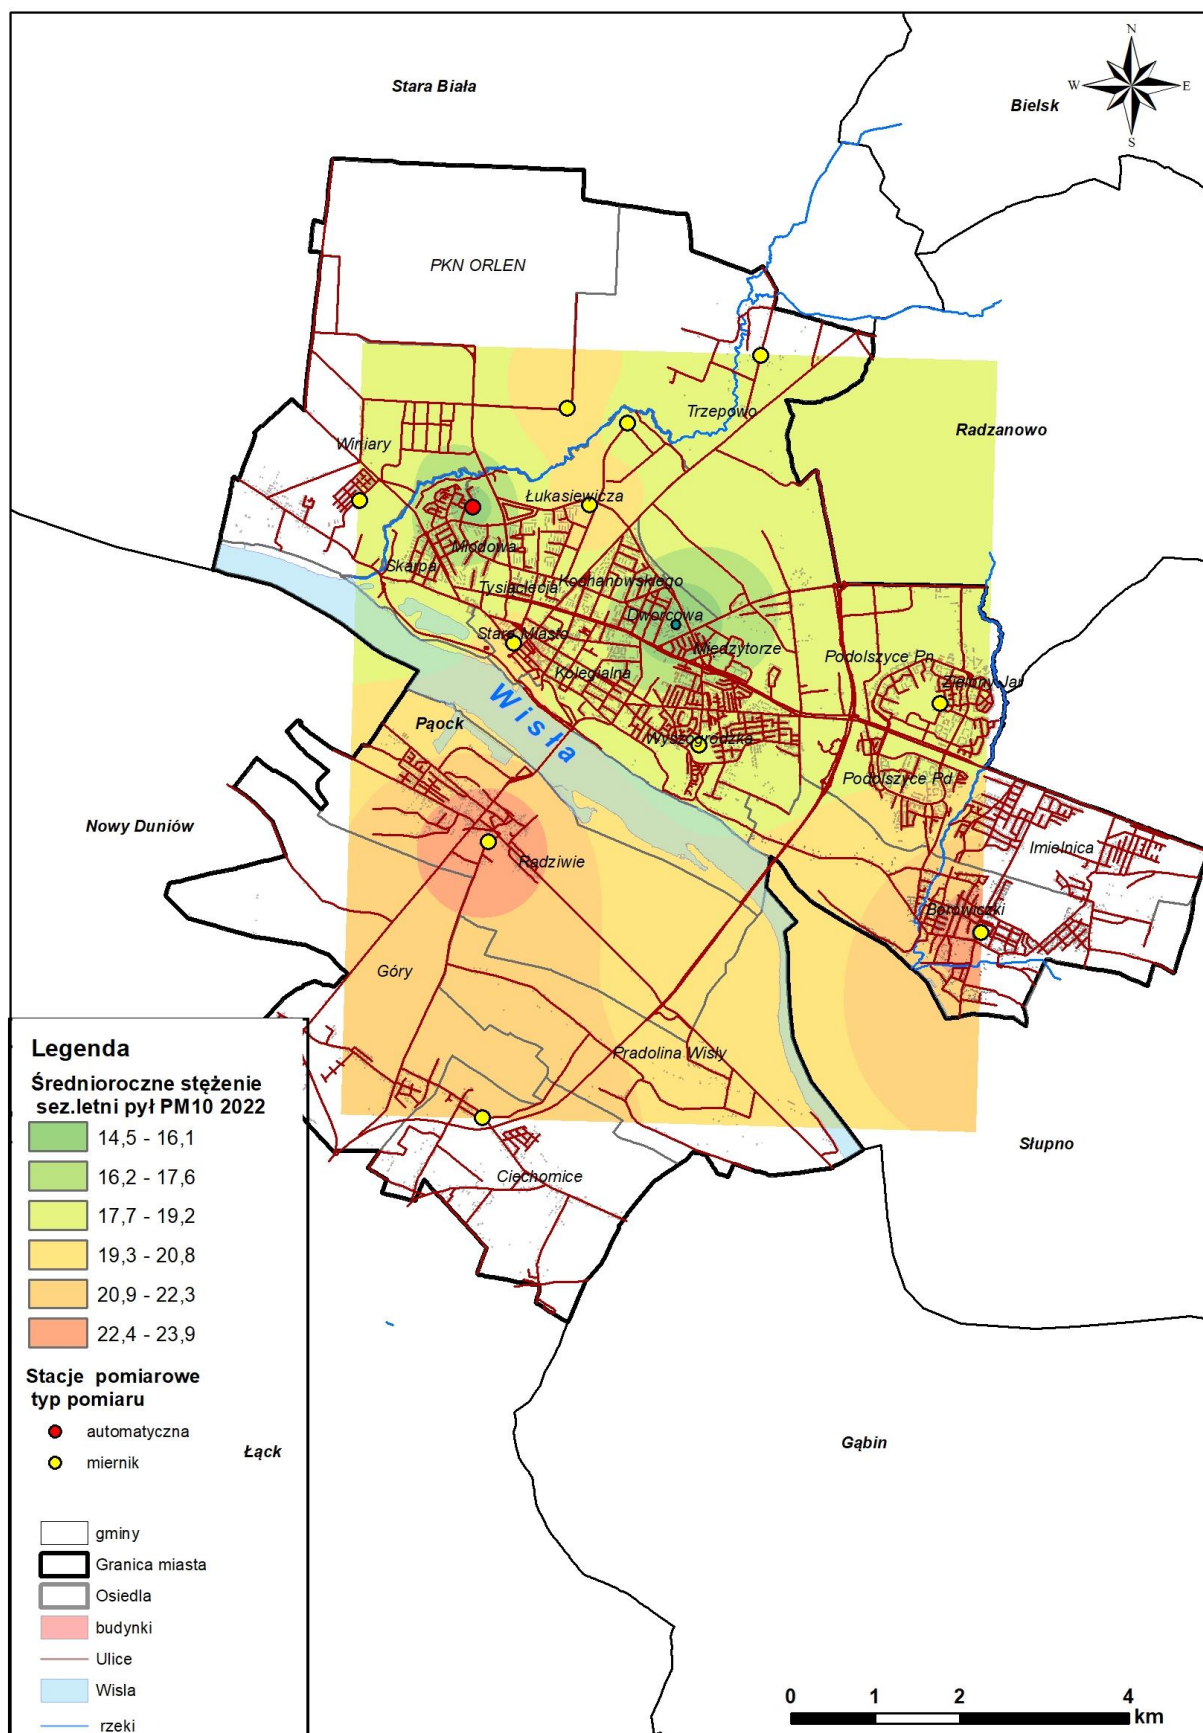 N
W
E
S
Stara Biała
Bielsk
PKN ORLEN
Trzepowo
Radzanowo
Winiary
Łukasiewicza
Miodowa
Skarpa
Tysiąclecia
Kochanowskiego
Dworcowa
Stare Miasto
Międzytorze
Kolegialna
Podolszyce Pn
Zielony Jar
Wisła
Pąock
Wyszogrodzka
Podolszyce Pd
Nowy Duniów
Imielnica
Radziwie
Borowiczki
Góry
Pradolina Wisły
Słupno
Ciechomice
Gąbin
Łąck
Legenda
Średnioroczne stężenie
sez.letni pył PM10 2022
14,5 - 16,1
16,2 - 17,6
17,7 - 19,2
19,3 - 20,8
20,9 - 22,3
22,4 - 23,9
Stacje pomiarowe
typ pomiaru
automatyczna
miernik
gminy
Granica miasta
Osiedla
budynki
Ulice
Wisla
rzeki
0 1 2 4
km